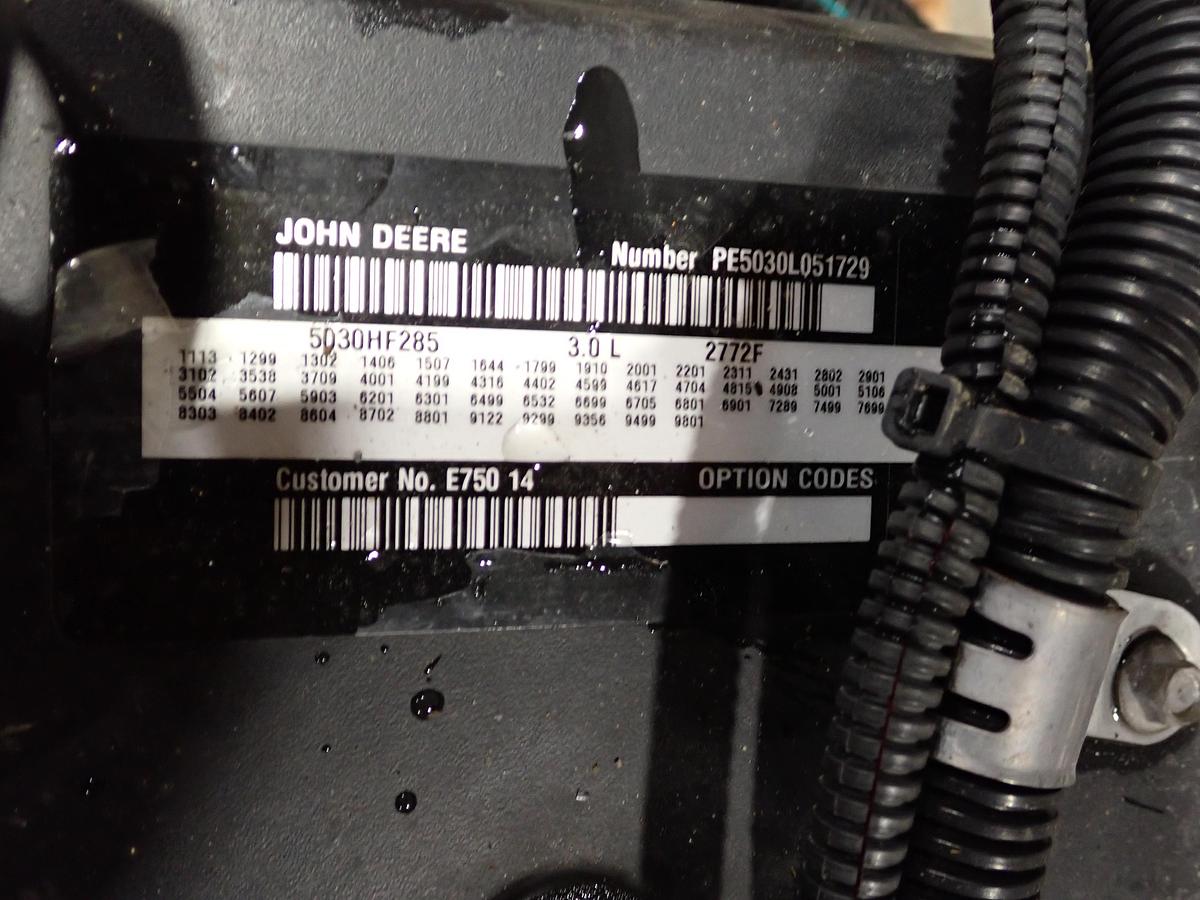 JOHN DEERE
Number PE5030L051729
5030HF285 3.0 L 2772F
1113 1299 1302 1406 1507 1644 1799 1910 2001 2201 2311 2431 2802 2901
3102 3538 3709 4001 4199 4316 4402 4599 4617 4704 4815 4908 5001 5106
5504 5607 5903 6201 6301 6499 6532 6699 6705 6801 6901 7289 7499 7699
8303 8402 8604 8702 8801 9122 9299 9356 9499 9801
Customer No. E750 14 OPTION CODES